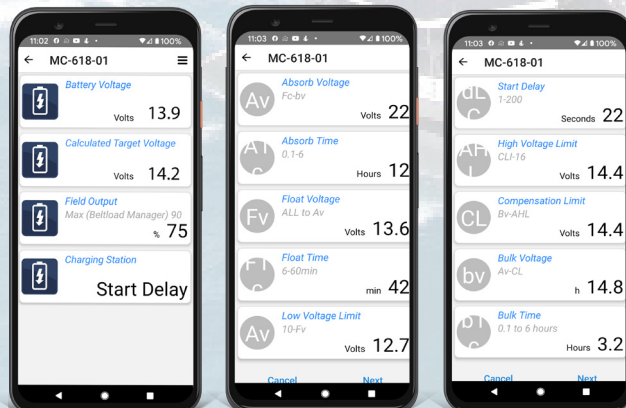 11:02
100%
MC-618-01
Battery Voltage
Volts 13.9
Calculated Target Voltage
Volts 14.2
Field Output
Max (Beltload Manager) 90
% 75
Charging Station
Start Delay
11:03
100%
MC-618-01
Av
Absorb Voltage
Fc-bv
Volts 22
Absorb Time
0.1-6
Hours 12
Fv
Float Voltage
ALL to Av
Volts 13.6
Float Time
6-60min
min 42
Av
Low Voltage Limit
10-Fv
Volts 12.7
Cancel Next
11:03
100%
MC-618-01
Start Delay
1-200
Seconds 22
High Voltage Limit
CLI-16
Volts 14.4
CL
Compensation Limit
Bv-AHL
Volts 14.4
bv
Bulk Voltage
Av-CL
h 14.8
Bulk Time
0.1 to 6 hours
Hours 3.2
Cancel Next